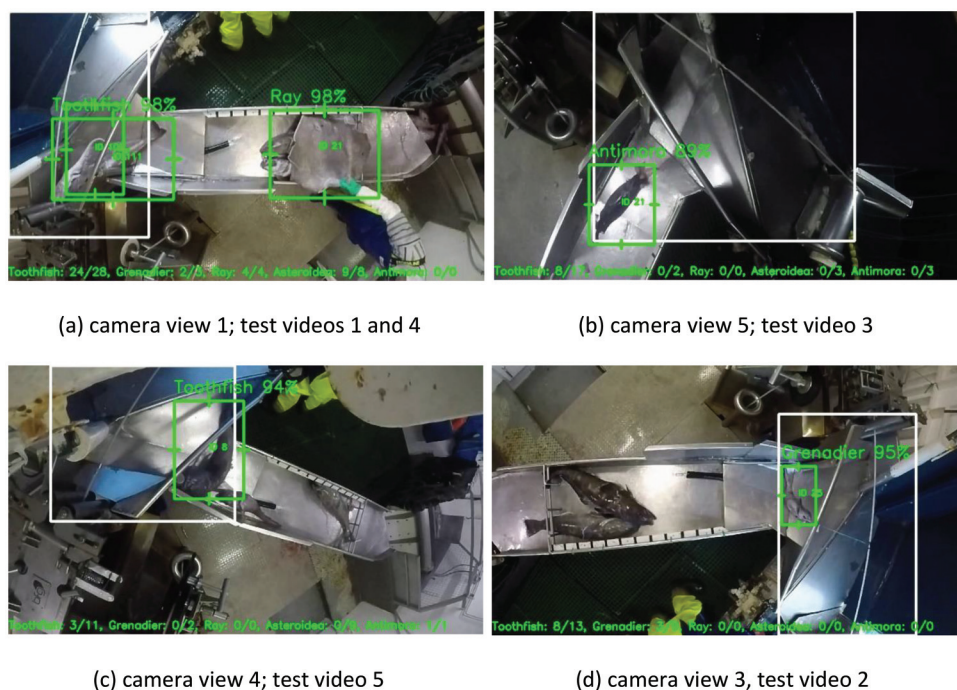 Toothfish 98%
Ray 98%
ID 21
Toothfish: 24/28, Grenadier: 2/3, Ray: 4/4, Asteroidea: 9/8, Antimora: 0/0
Antimora 89%
ID 21
Toothfish: 8/17, Grenadier: 0/2, Ray: 0/0, Asteroidea: 0/3, Antimora: 0/3
(a) camera view 1; test videos 1 and 4
(b) camera view 5; test video 3
Toothfish 94%
Toothfish: 3/11, Grenadier: 0/2, Ray: 0/0, Asteroidea: 0/0, Antimora: 1/1
Grenadier 95%
Toothfish: 8/13, Grenadier: Ray: 0/0, Asteroidea: 0/0, Antimora: 0/0
(c) camera view 4; test video 5
(d) camera view 3, test video 2